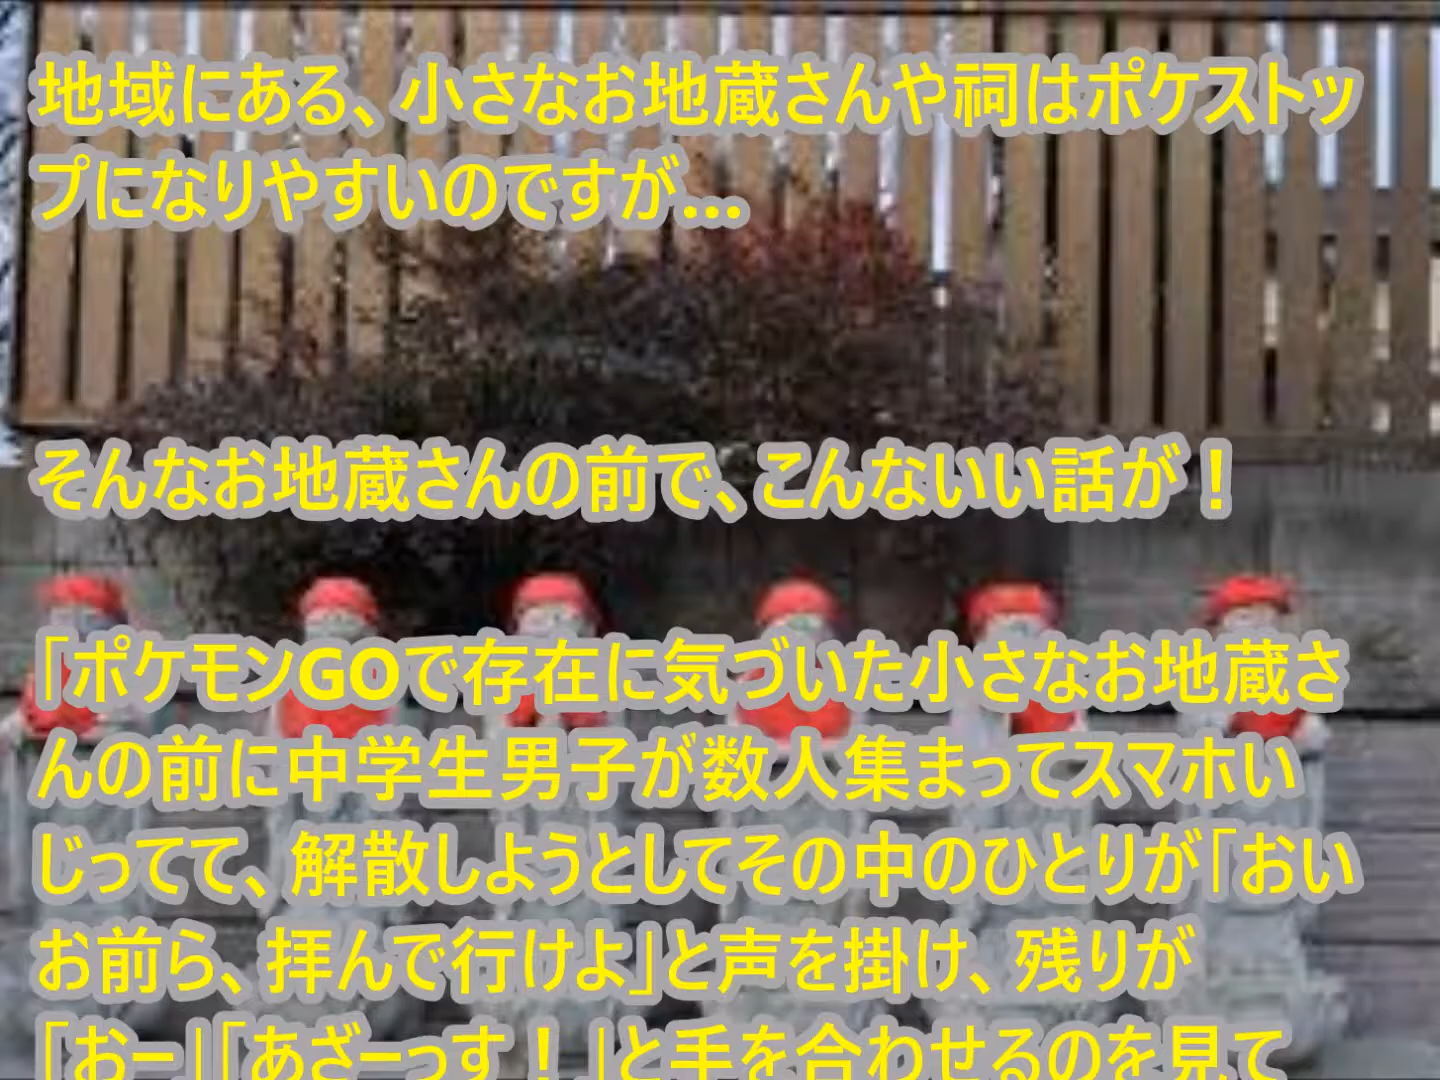 地域にある、小さなお地蔵さんや祠はポケストッ
プになりやすいのですが…
そんなお地蔵さんの前で、こんないい話が！
「ポケモンGOで存在に気づいた小さなお地蔵さ
んの前に中学生男子が数人集まってスマホい
じってて、解散しようとしてその中のひとりが「おい
お前ら、拝んで行けよ」と声を掛け、残りが
「おー」「あざーっす！」と手を合わせるのを見て